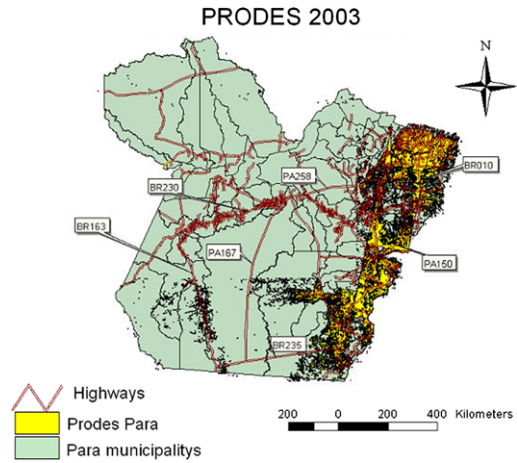 PRODES 2003
N
BR010
PA258
BR230
BR163
PA167
PA150
BR235
Highways
Prodes Para
Para municipalitys
200 0 200 400 Kilometers